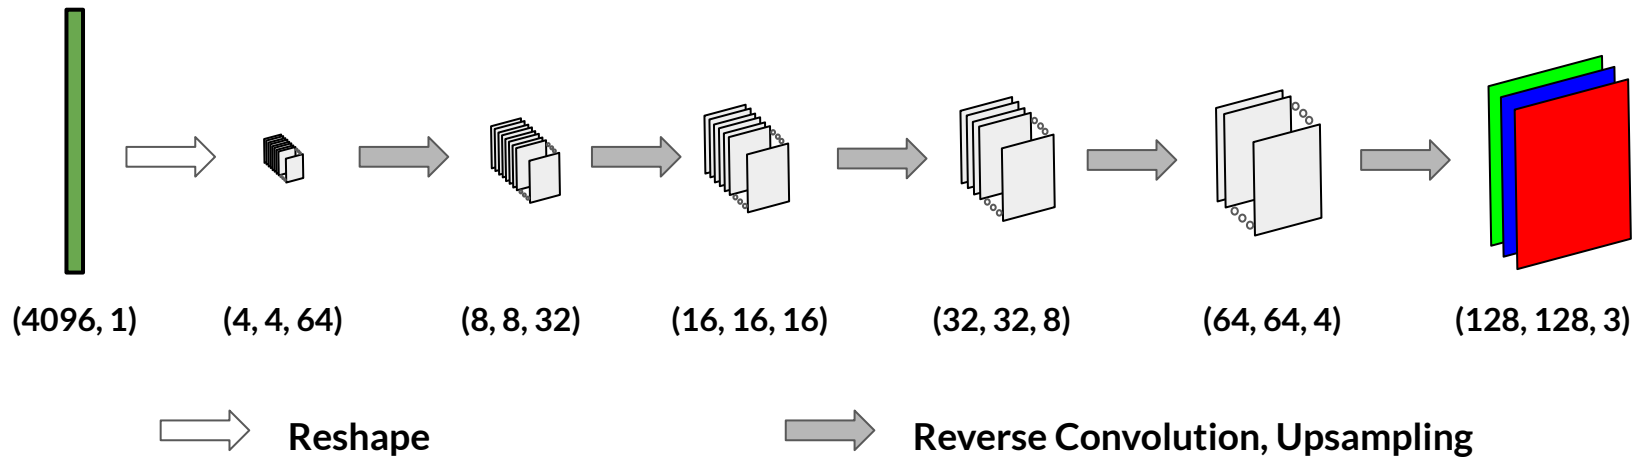 (4096, 1) (4, 4, 64) (8, 8, 32) (16, 16, 16) (32, 32, 8) (64, 64, 4) (128, 128, 3)
Reshape Reverse Convolution, Upsampling